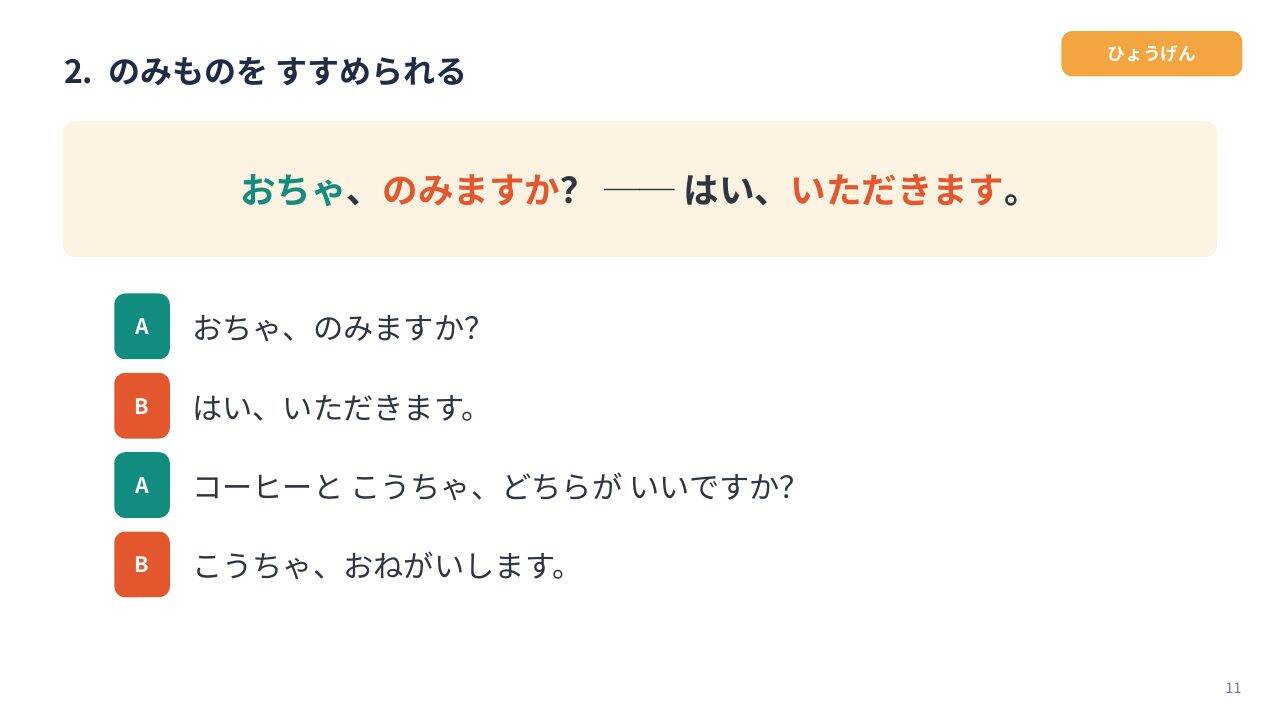 2. のみものを すすめられる
ひょうげん
おちゃ、のみますか? ── はい、いただきます。
A
おちゃ、のみますか?
B
はい、いただきます。
A
コーヒーと こうちゃ、どちらが いいですか?
B
こうちゃ、おねがいします。
11